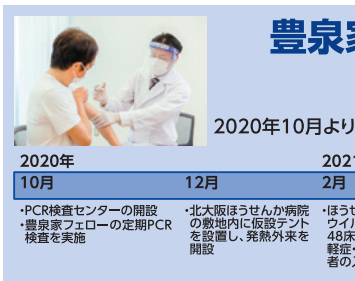 豊泉家
2020年10月より
2020年
2021
10月
12月
2月
・PCR検査センターの開設
・豊泉家フェローの定期PCR
検査を実施
・北大阪ほうせんか病院
の敷地内に仮設テント
を設置し、発熱外来を
開設
・ほうせ
ウイル
48床
軽症・
者の入